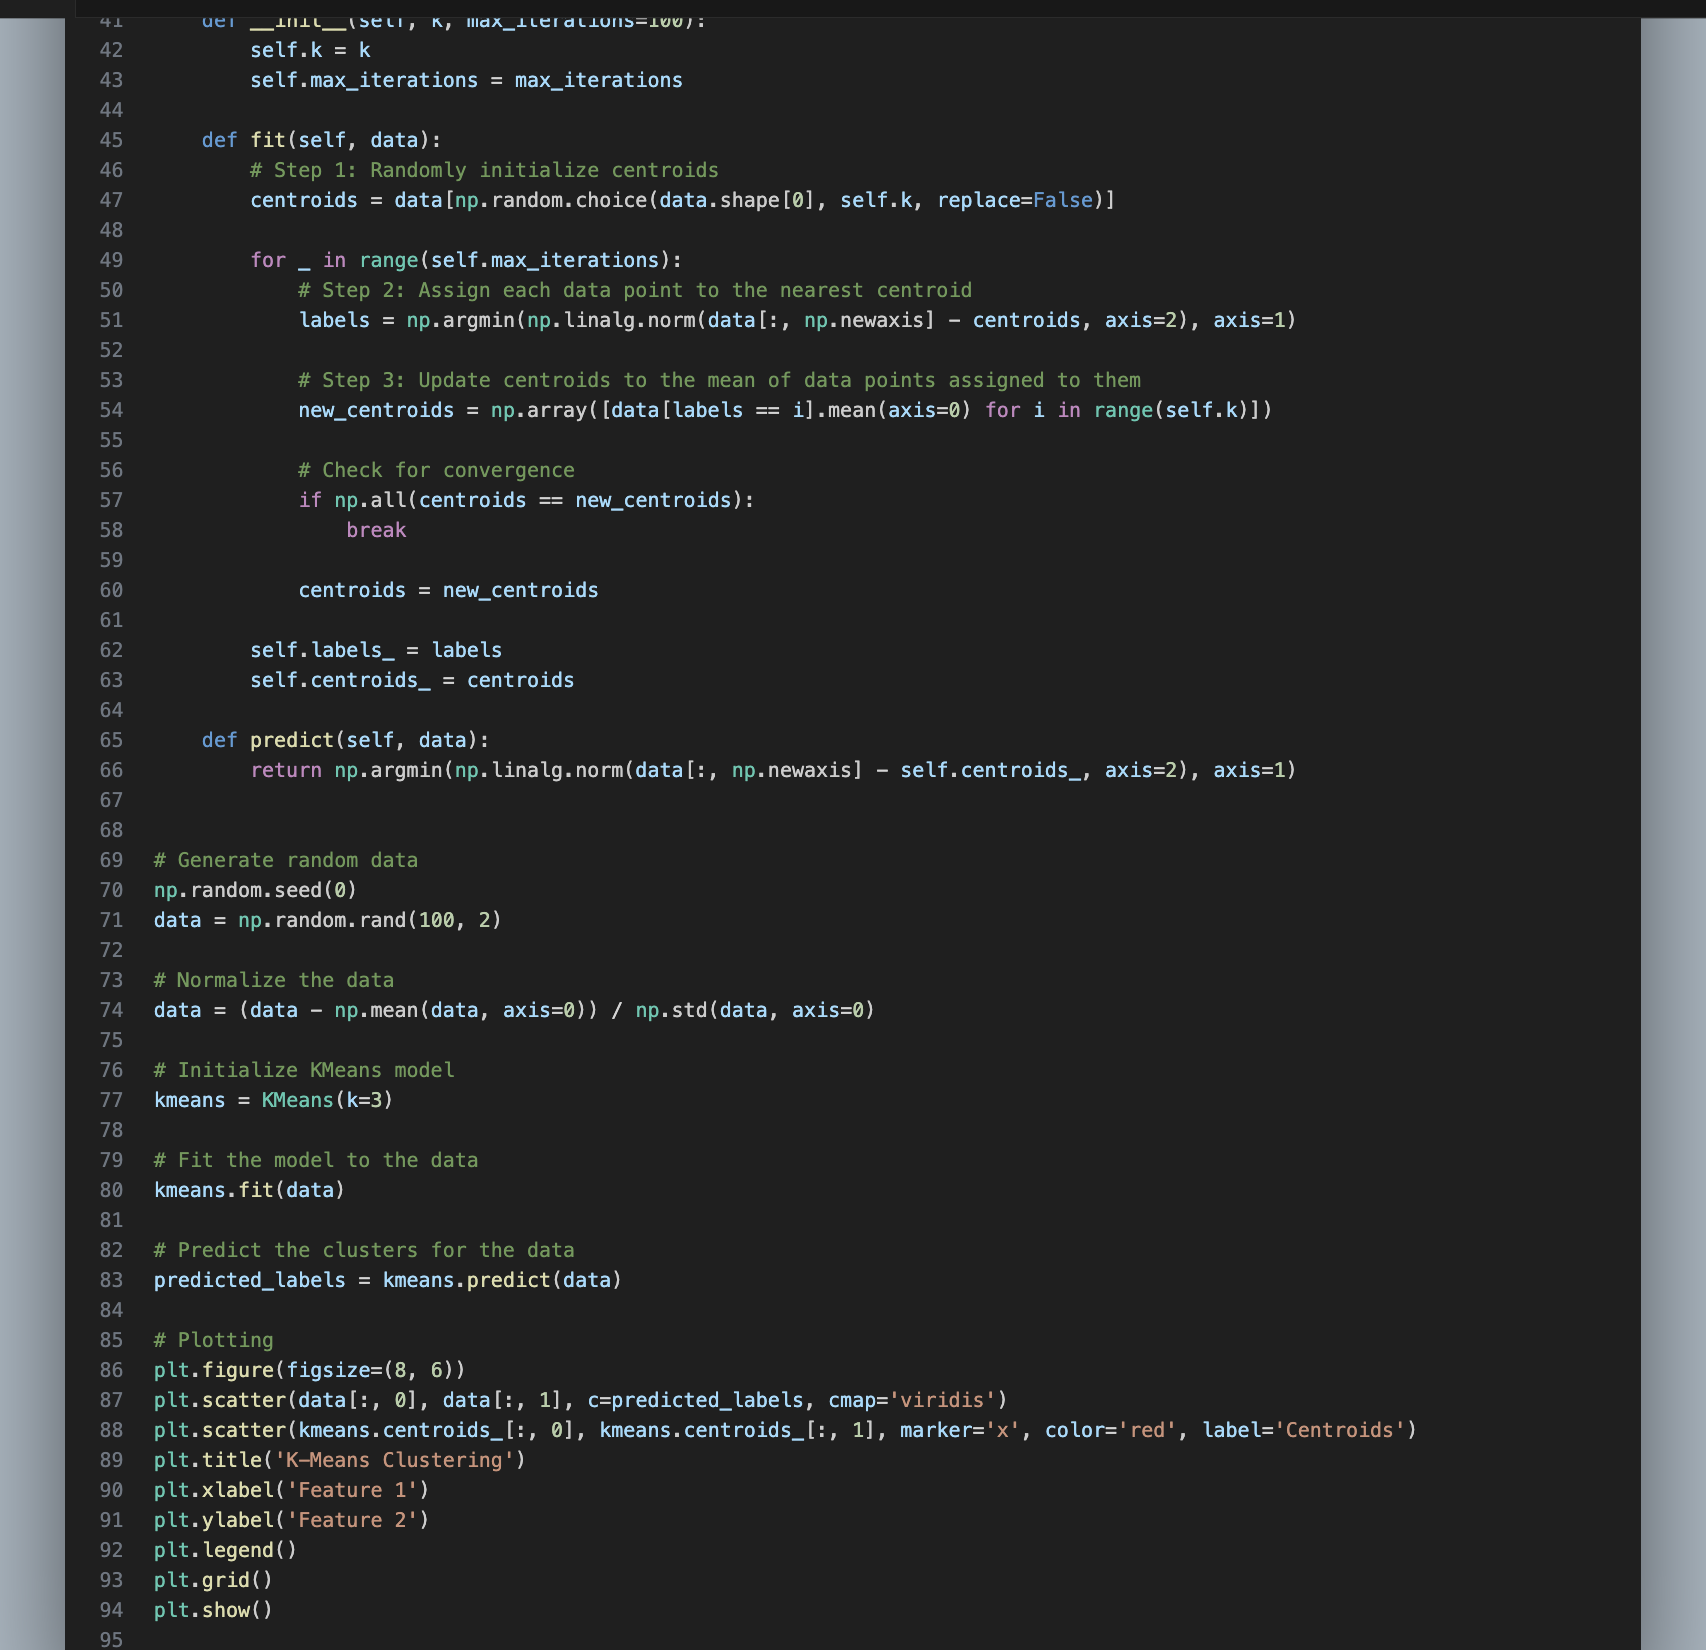 41 def __init__(self, k, max_iterations=100):
42 self.k = k
43 self.max_iterations = max_iterations
44
45 def fit(self, data):
46 # Step 1: Randomly initialize centroids
47 centroids = data[np.random.choice(data.shape[0], self.k, replace=False)]
48
49 for _ in range(self.max_iterations):
50 # Step 2: Assign each data point to the nearest centroid
51 labels = np.argmin(np.linalg.norm(data[:, np.newaxis] - centroids, axis=2), axis=1)
52
53 # Step 3: Update centroids to the mean of data points assigned to them
54 new_centroids = np.array([data[labels == i].mean(axis=0) for i in range(self.k)])
55
56 # Check for convergence
57 if np.all(centroids == new_centroids):
58 break
59
60 centroids = new_centroids
61
62 self.labels_ = labels
63 self.centroids_ = centroids
64
65 def predict(self, data):
66 return np.argmin(np.linalg.norm(data[:, np.newaxis] - self.centroids_, axis=2), axis=1)
67
68
69 # Generate random data
70 np.random.seed(0)
71 data = np.random.rand(100, 2)
72
73 # Normalize the data
74 data = (data - np.mean(data, axis=0)) / np.std(data, axis=0)
75
76 # Initialize KMeans model
77 kmeans = KMeans(k=3)
78
79 # Fit the model to the data
80 kmeans.fit(data)
81
82 # Predict the clusters for the data
83 predicted_labels = kmeans.predict(data)
84
85 # Plotting
86 plt.figure(figsize=(8, 6))
87 plt.scatter(data[:, 0], data[:, 1], c=predicted_labels, cmap='viridis')
88 plt.scatter(kmeans.centroids_[:, 0], kmeans.centroids_[:, 1], marker='x', color='red', label='Centroids')
89 plt.title('K-Means Clustering')
90 plt.xlabel('Feature 1')
91 plt.ylabel('Feature 2')
92 plt.legend()
93 plt.grid()
94 plt.show()
95